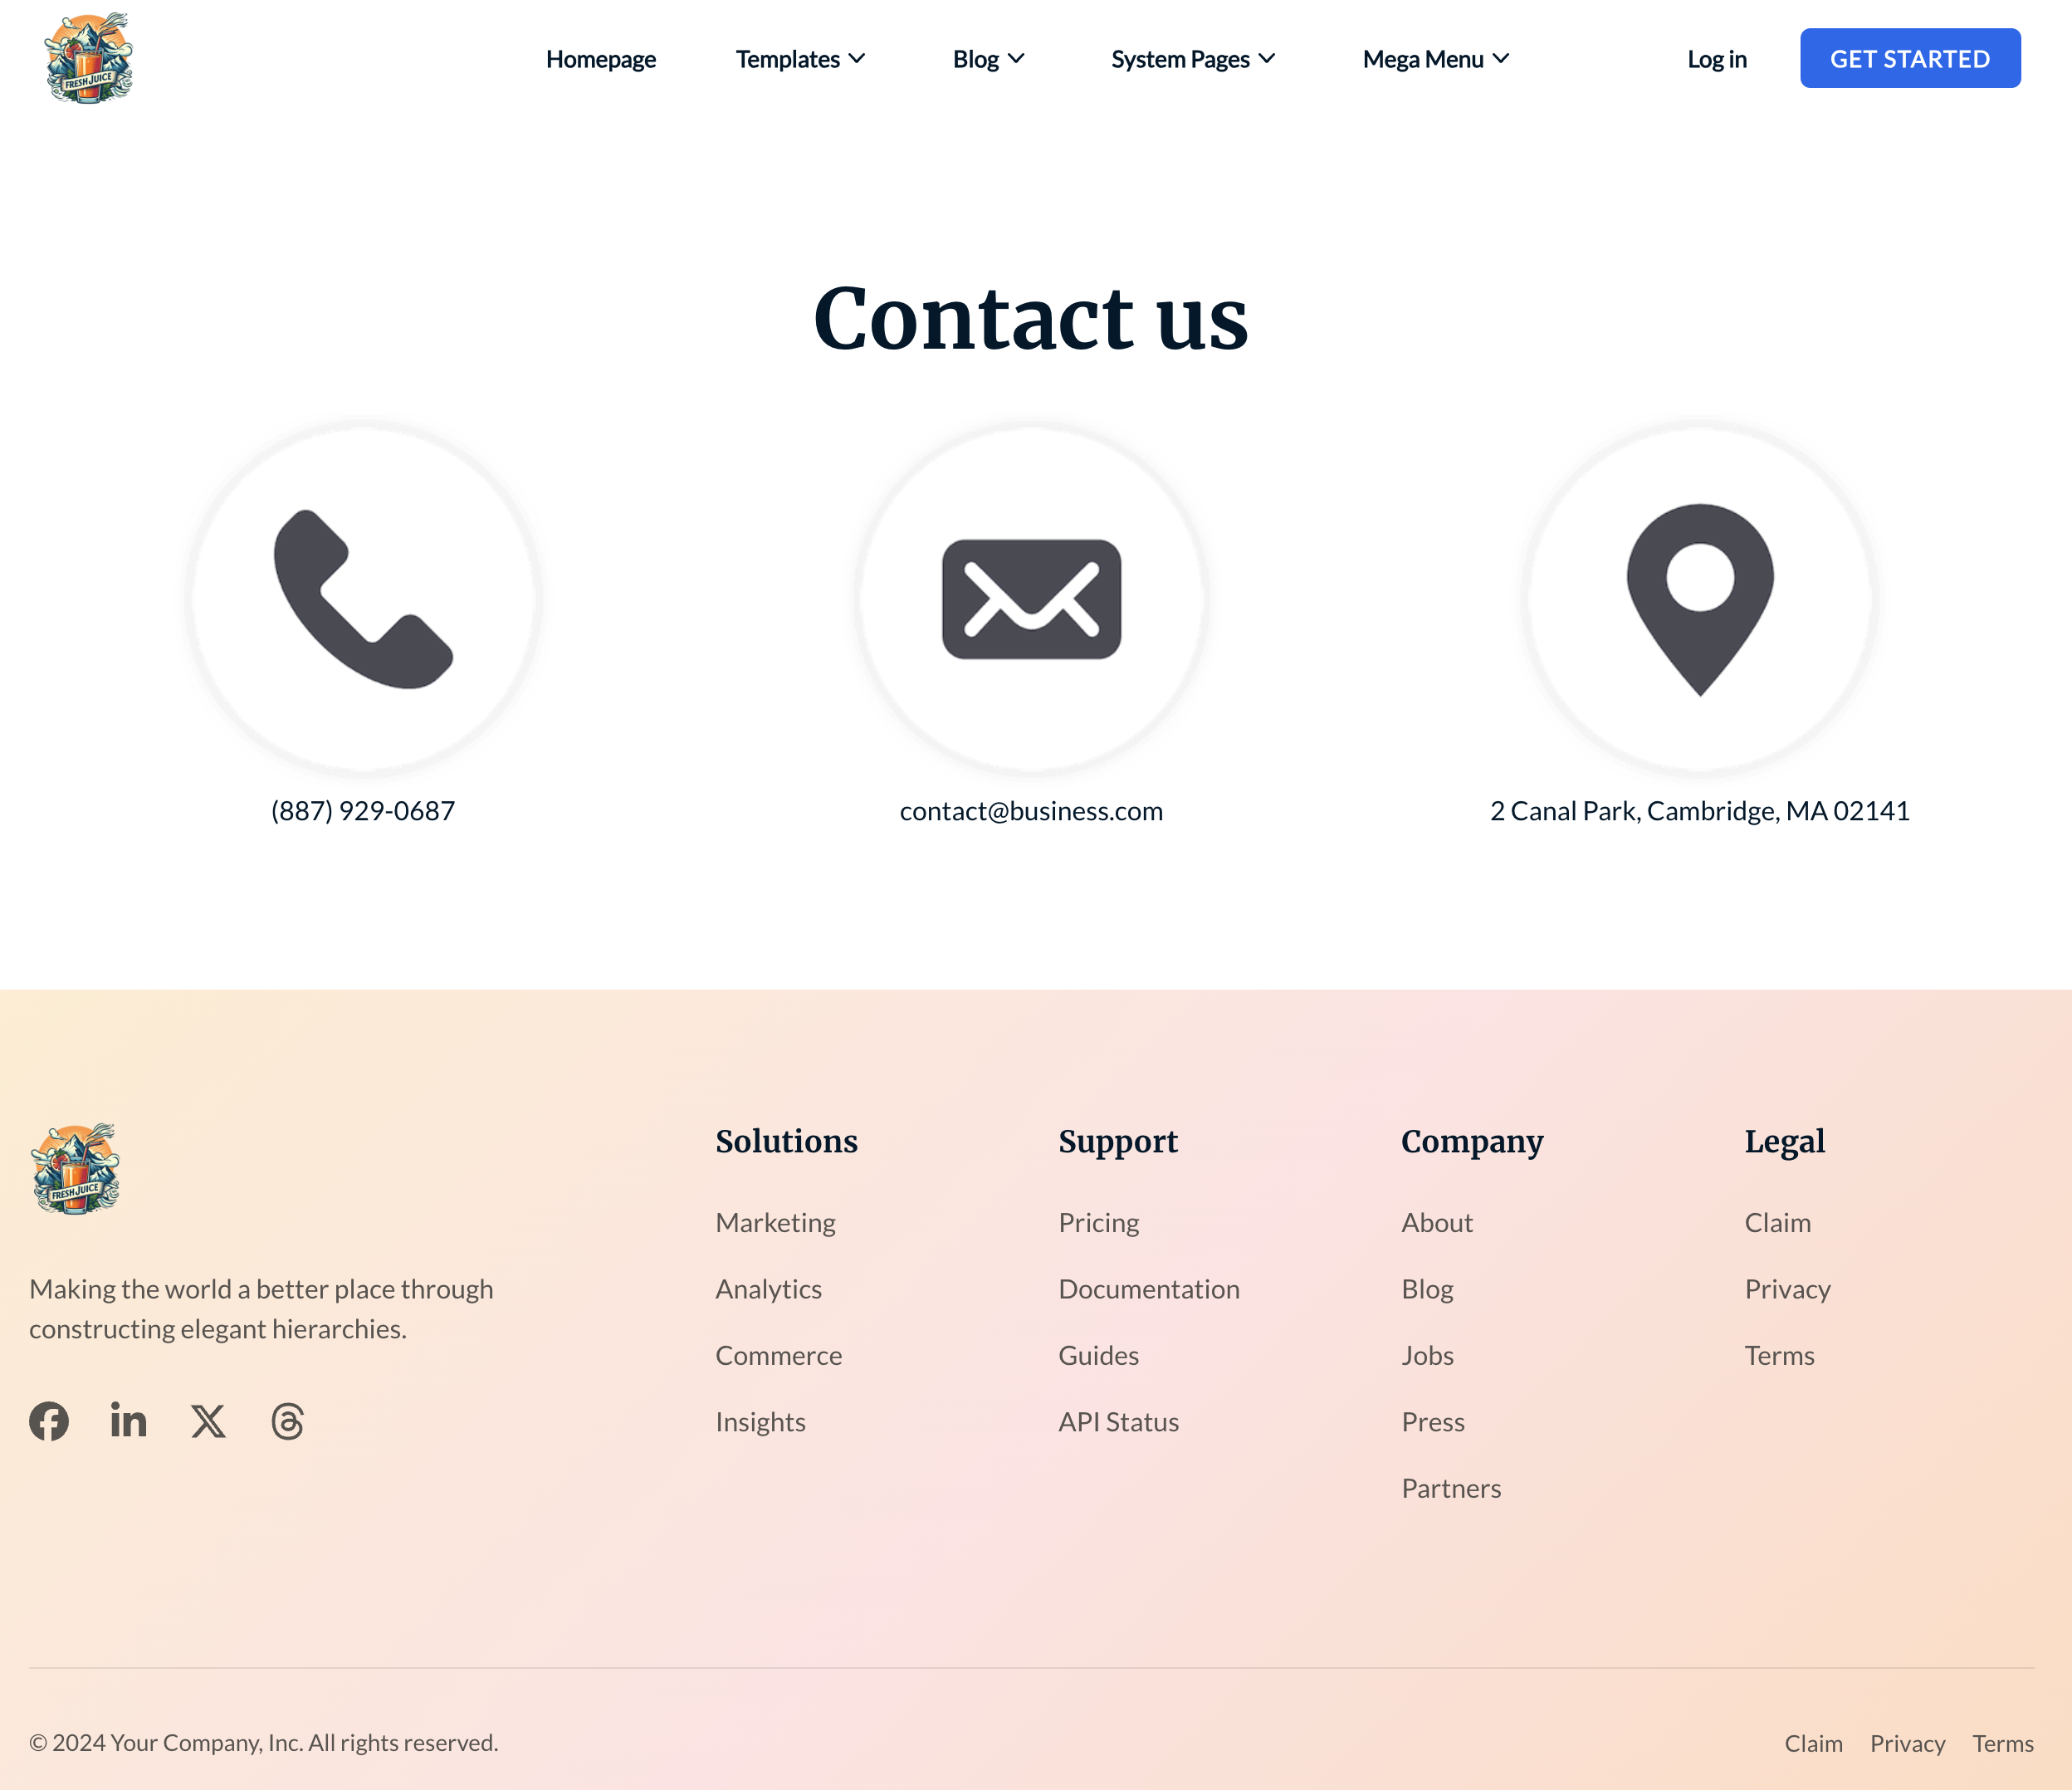 FRESH JUICE
Homepage
Templates
Blog
System Pages
Mega Menu
Log in
GET STARTED
Contact us
(887) 929-0687
contact@business.com
2 Canal Park, Cambridge, MA 02141
FRESH JUICE
Making the world a better place through
constructing elegant hierarchies.
Solutions
Marketing
Analytics
Commerce
Insights
Support
Pricing
Documentation
Guides
API Status
Company
About
Blog
Jobs
Press
Partners
Legal
Claim
Privacy
Terms
© 2024 Your Company, Inc. All rights reserved.
Claim
Privacy
Terms